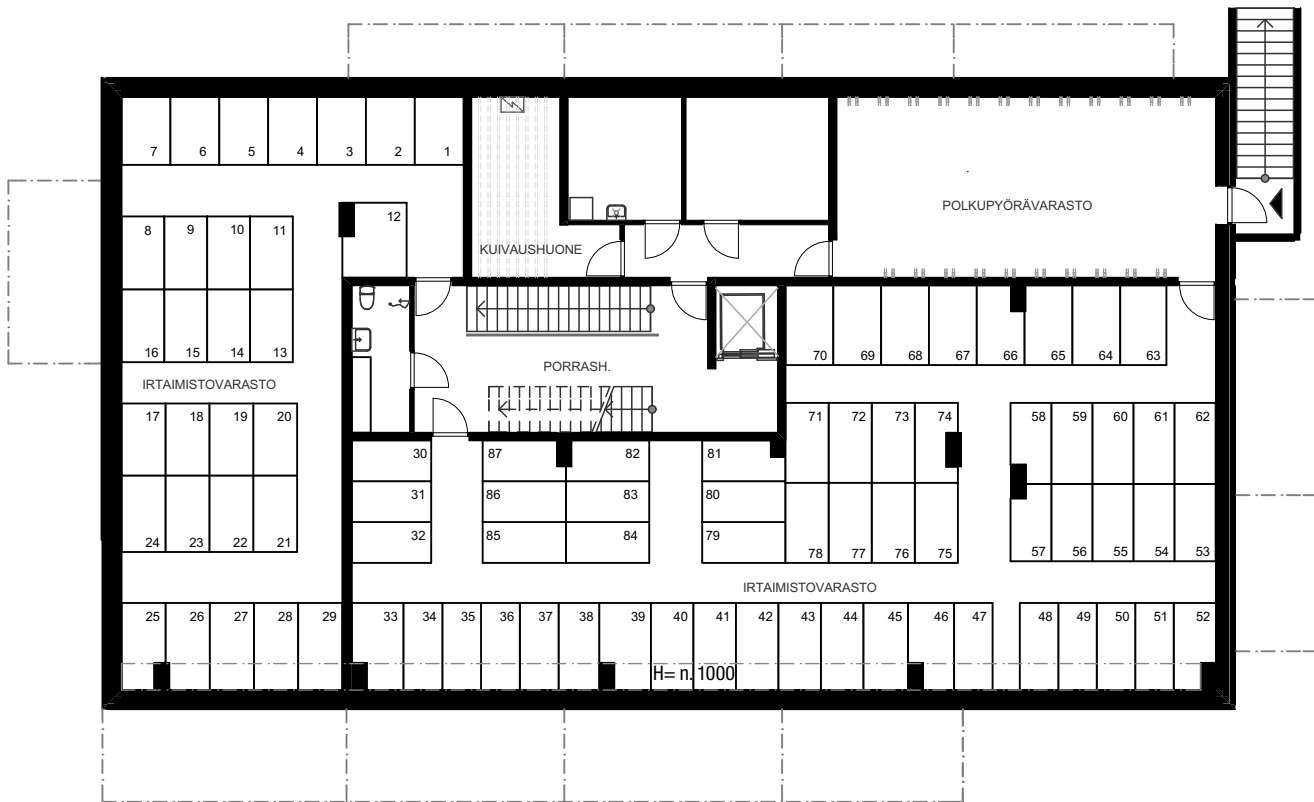 7 6 5 4 3 2 1
12
POLKUPYÖRÄVARASTO
8 9 10 11
KUIVAUSHUONE
16 15 14 13
70 69 68 67 66 65 64 63
PORRASH.
IRTAIMISTOVARASTO
17 18 19 20
71 72 73 74
58 59 60 61 62
30 87 82 81
31 86 83 80
32 85 84 79
24 23 22 21
78 77 76 75
57 56 55 54 53
IRTAIMISTOVARASTO
25 26 27 28 29
33 34 35 36 37 38 39 40 41 42 43 44 45 46 47
48 49 50 51 52
H= n. 1000